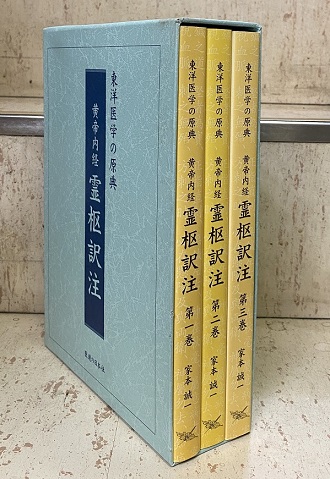 東洋医学の原典
黄帝内経 霊枢訳注
東洋医学の原典 黄帝内経 霊枢訳注 第一巻 家本 誠一
東洋医学の原典 黄帝内経 霊枢訳注 第二巻 家本 誠一
東洋医学の原典 黄帝内経 霊枢訳注 第三巻 家本 誠一